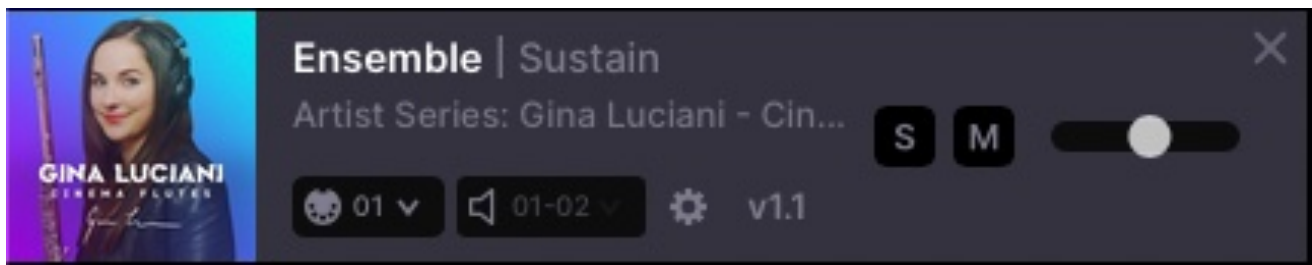 Ensemble | Sustain
Artist Series: Gina Luciani - Cin...
S M
01 01-02 v1.1
GINA LUCIANI
CINEMA FLUTES